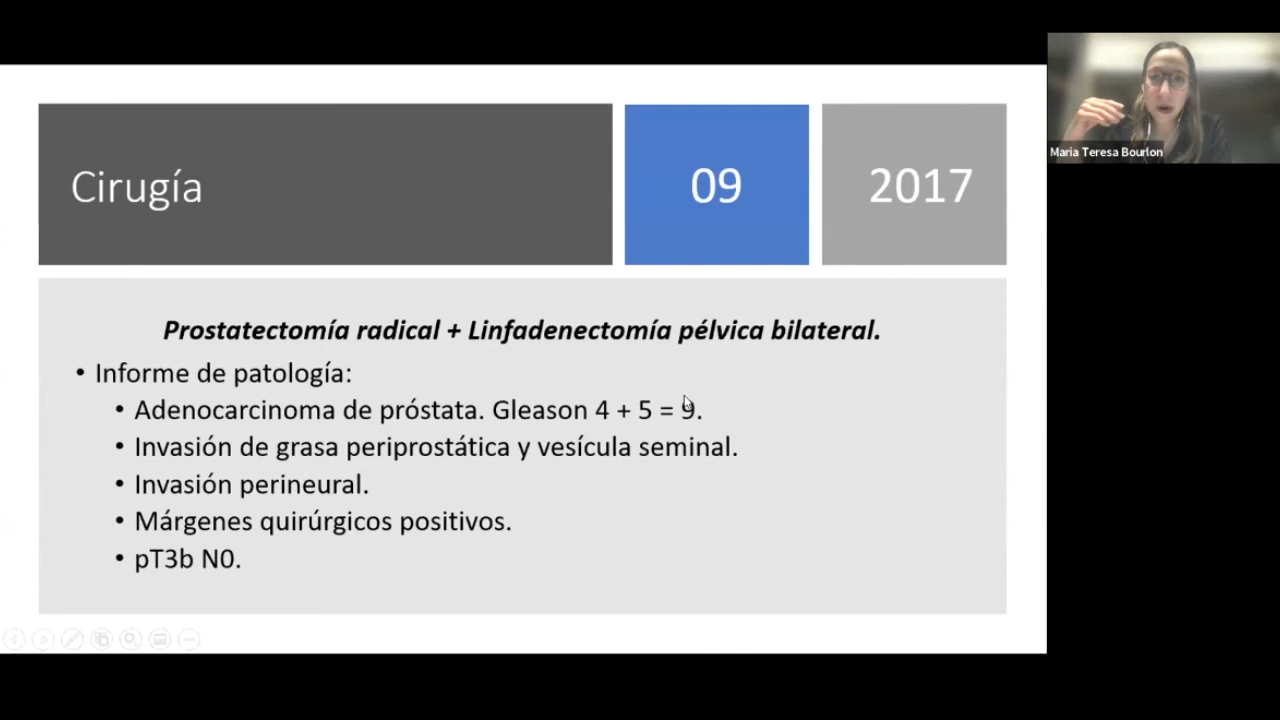 Cirugía
09
2017
Prostatectomía radical + Linfadenectomía pélvica bilateral.
• Informe de patología:
• Adenocarcinoma de próstata. Gleason 4 + 5 = 9.
• Invasión de grasa periprostática y vesícula seminal.
• Invasión perineural.
• Márgenes quirúrgicos positivos.
• pT3b N0.
Maria Teresa Bourlon